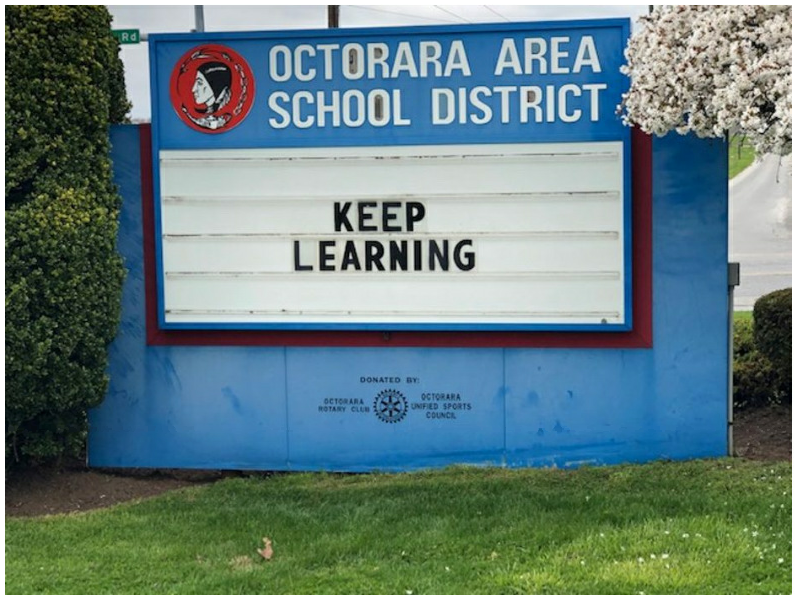 Rd
OCTORARA AREA
SCHOOL DISTRICT
KEEP
LEARNING
DONATED BY:
OCTORARA
ROTARY CLUB
OCTORARA
UNIFIED SPORTS
COUNCIL